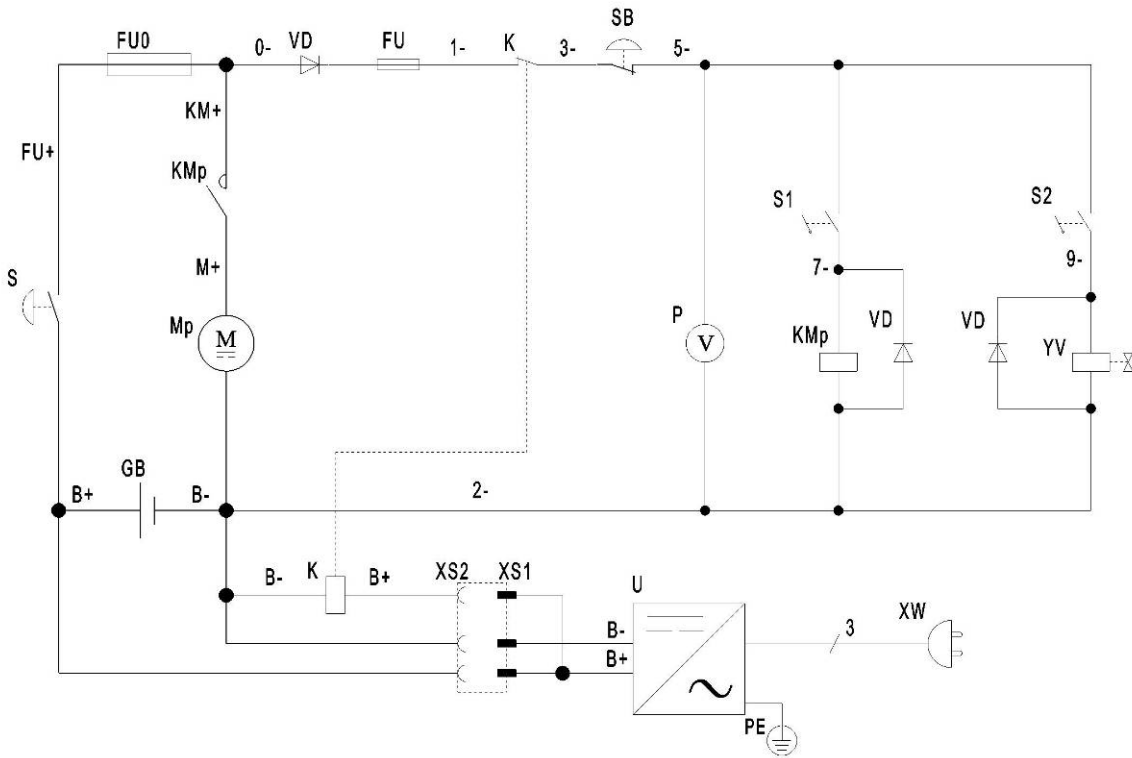 SB
FU0
0-
VD
FU
1-
K
3-
5-
KM+
FU+
KMp
S1
S2
M+
7-
9-
S
Mp
M
P
V
KMp
VD
VD
YV
GB
B+
B-
2-
B-
K
B+
XS2
XS1
U
B-
B+
3
XW
PE